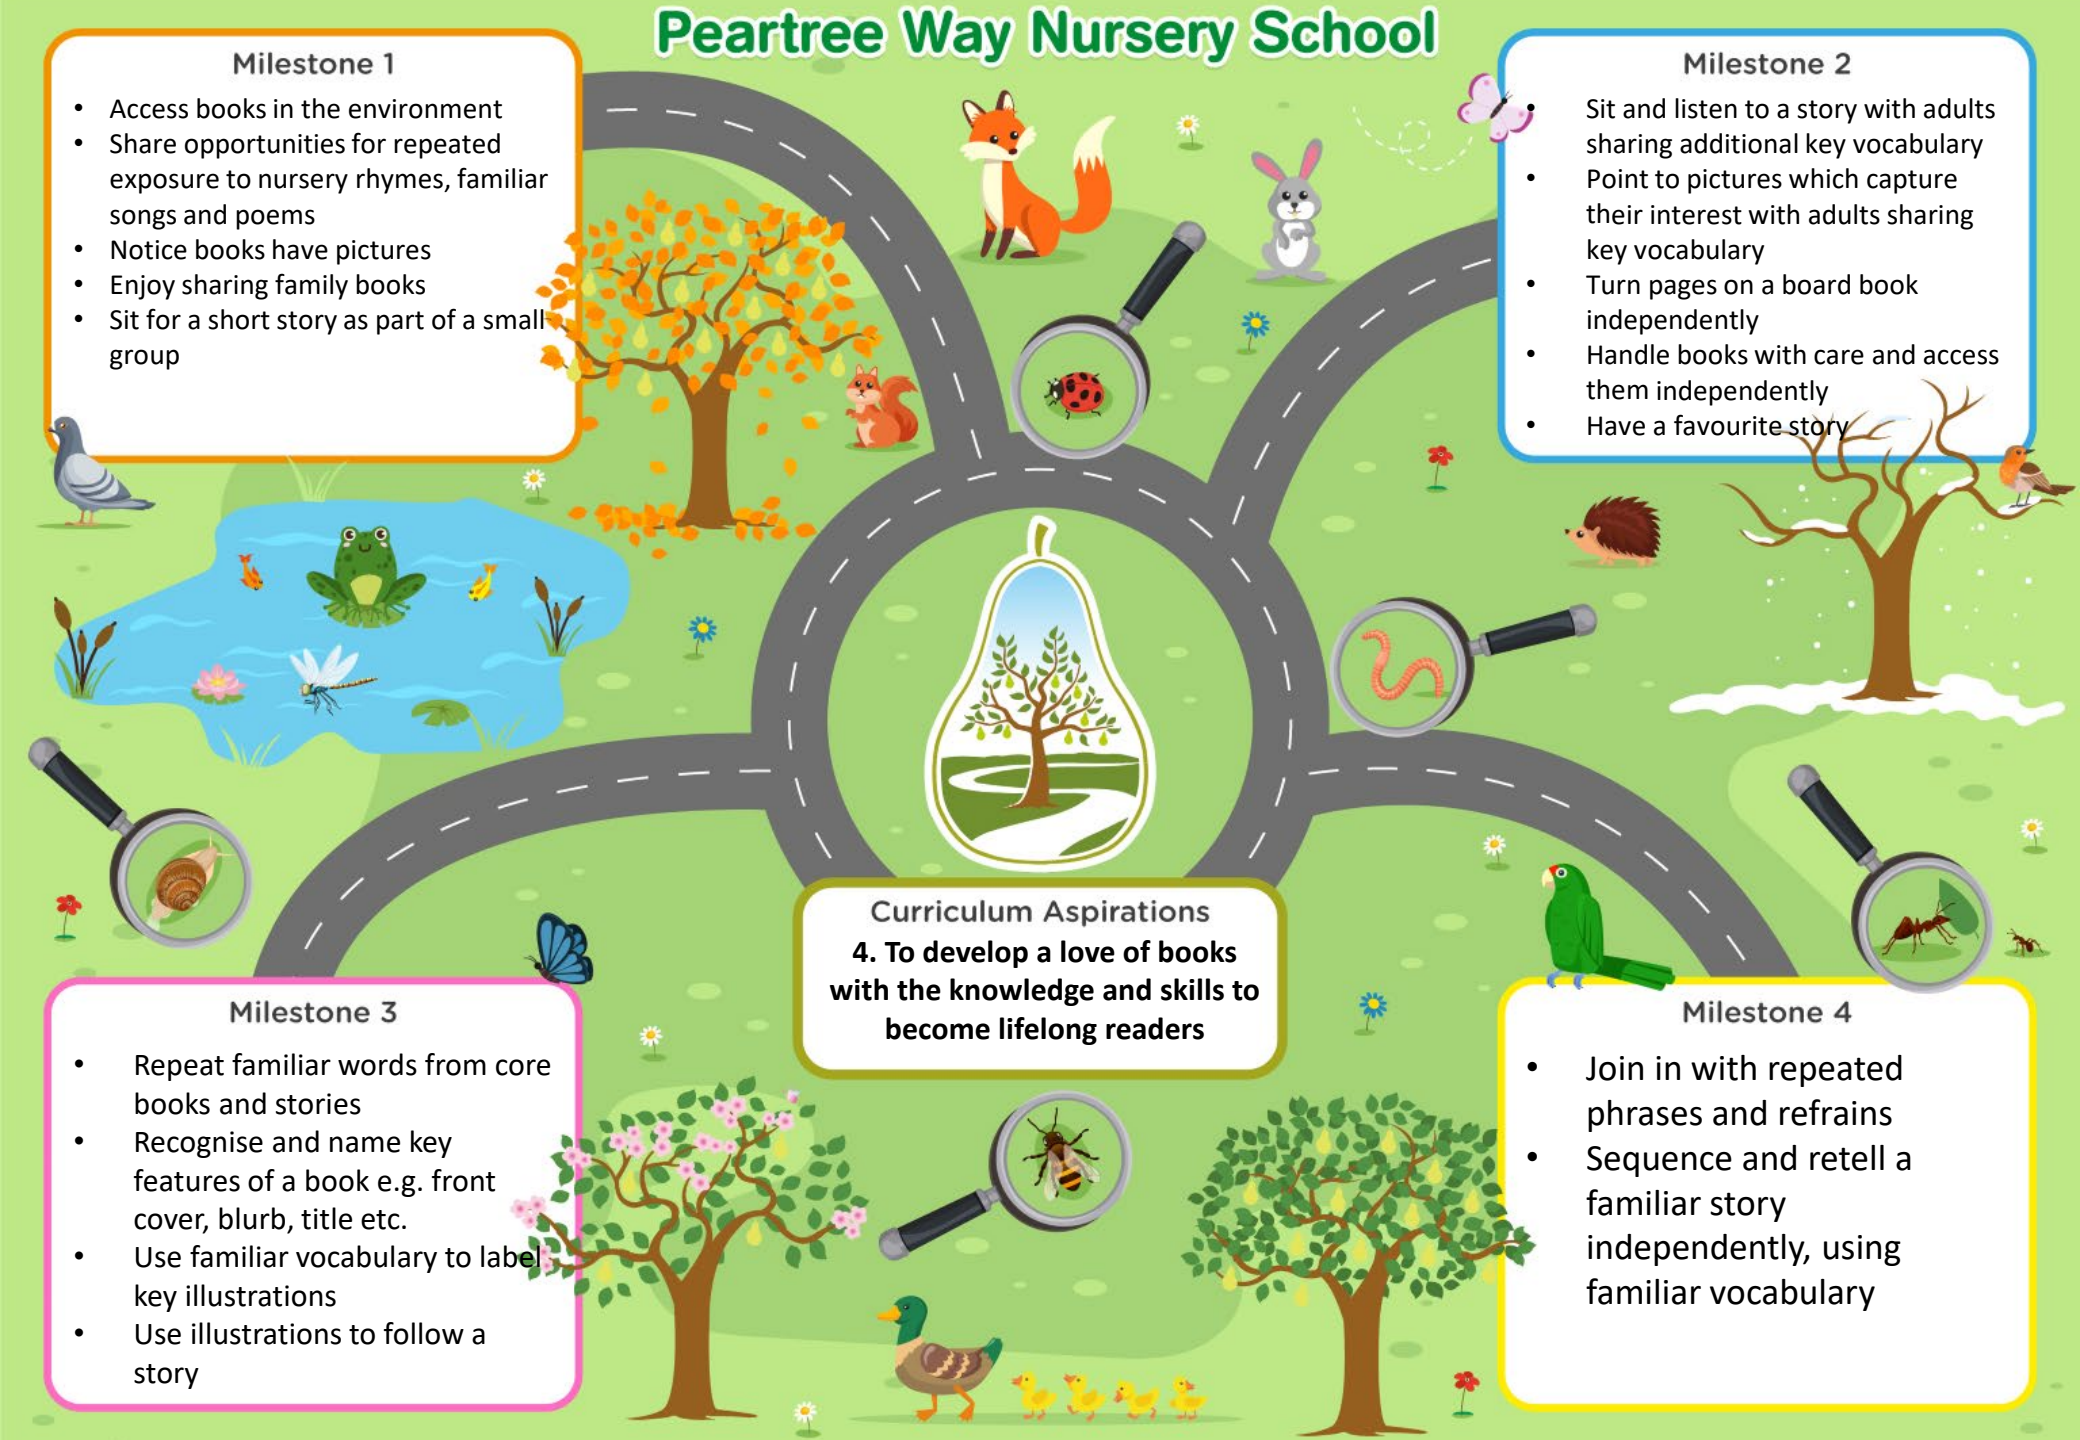 Peartree Way Nursery School
Milestone 1
• Access books in the environment
• Share opportunities for repeated
exposure to nursery rhymes, familiar
songs and poems
• Notice books have pictures
• Enjoy sharing family books
• Sit for a short story as part of a small
group
Milestone 2
• Sit and listen to a story with adults
sharing additional key vocabulary
• Point to pictures which capture
their interest with adults sharing
key vocabulary
• Turn pages on a board book
independently
• Handle books with care and access
them independently
• Have a favourite story
Curriculum Aspirations
4. To develop a love of books
with the knowledge and skills to
become lifelong readers
Milestone 3
• Repeat familiar words from core
books and stories
• Recognise and name key
features of a book e.g. front
cover, blurb, title etc.
• Use familiar vocabulary to label
key illustrations
• Use illustrations to follow a
story
Milestone 4
• Join in with repeated
phrases and refrains
• Sequence and retell a
familiar story
independently, using
familiar vocabulary